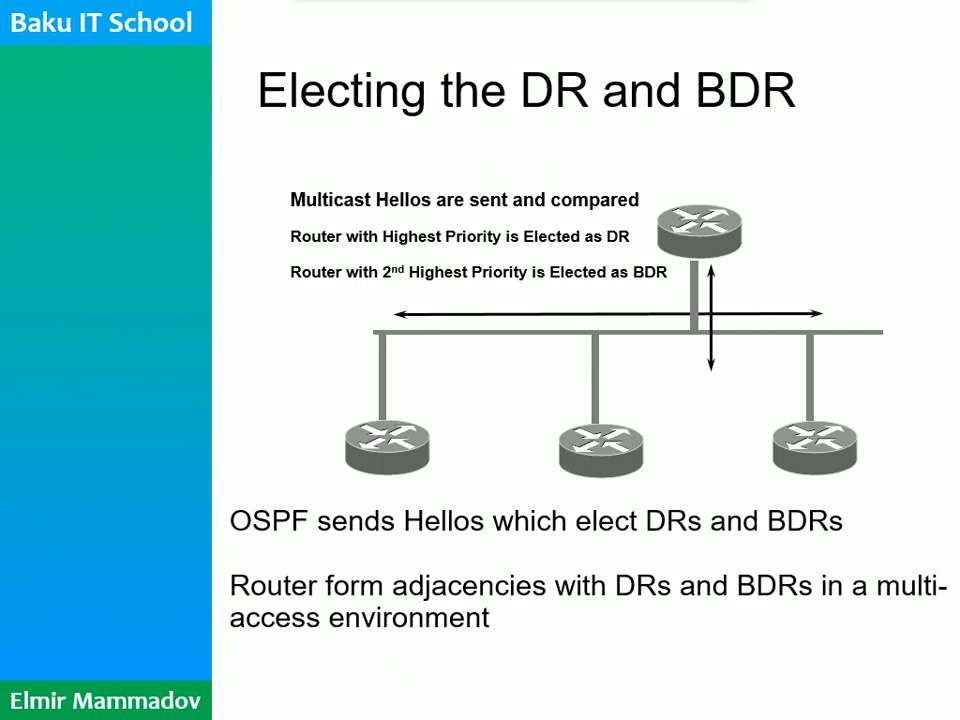 Baku IT School
Electing the DR and BDR
Multicast Hellos are sent and compared
Router with Highest Priority is Elected as DR
Router with 2nd Highest Priority is Elected as BDR
OSPF sends Hellos which elect DRs and BDRs
Router form adjacencies with DRs and BDRs in a multi-
access environment
Elmir Mammadov